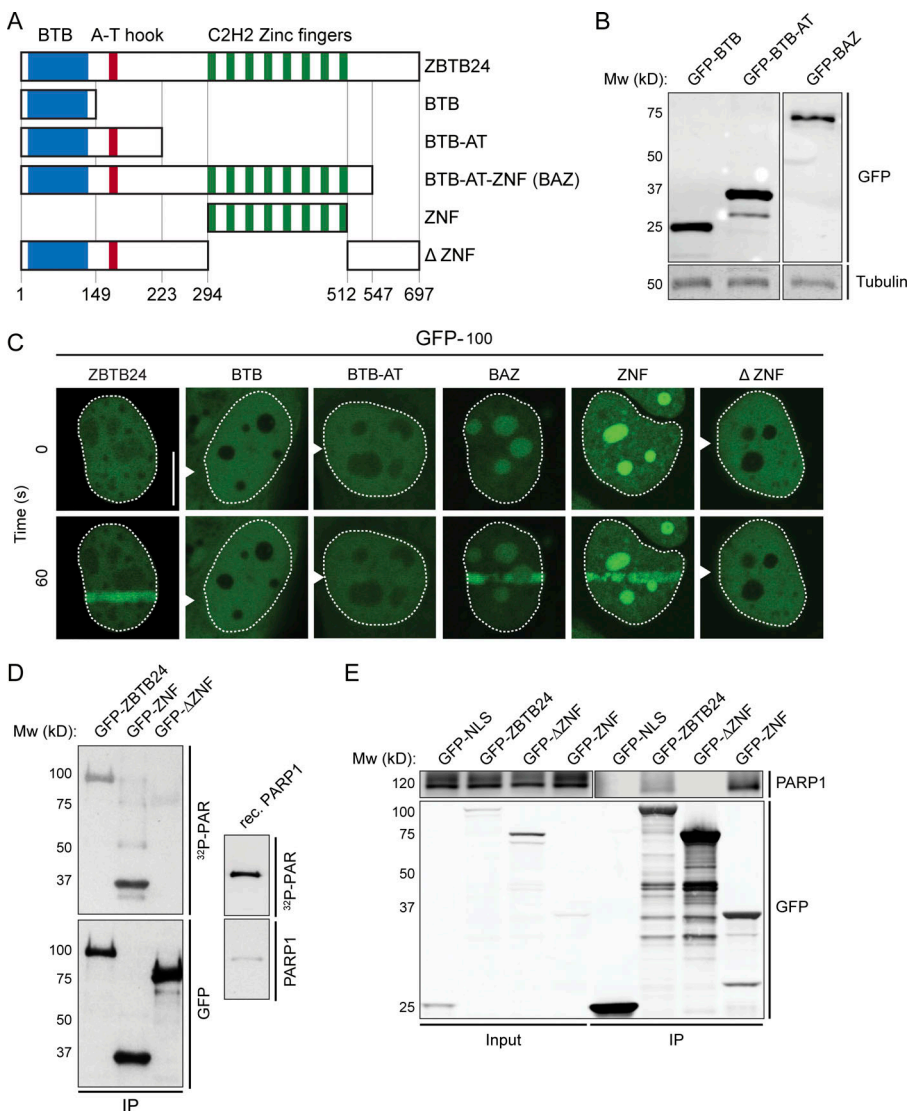 A
BTB A-T hook C2H2 Zinc fingers
ZBTB24
BTB
BTB-AT
BTB-AT-ZNF (BAZ)
ZNF
Δ ZNF
1 149 223 294 512 547 697
B
Mw (kD): GFP-BTB GFP-BTB-AT GFP-BAZ
75
50
37
25
GFP
50
Tubulin
C
GFP-100
ZBTB24 BTB BTB-AT BAZ ZNF Δ ZNF
Time (s)
0
60
D
Mw (kD): GFP-ZBTB24 GFP-ZNF GFP-ΔZNF
100
75
50
37
32P-PAR
100
75
50
37
GFP
IP
rec. PARP1
32P-PAR
PARP1
E
Mw (kD): GFP-NLS GFP-ZBTB24 GFP-ΔZNF GFP-ZNF GFP-NLS GFP-ZBTB24 GFP-ΔZNF GFP-ZNF
120
PARP1
100
75
50
37
25
GFP
Input IP